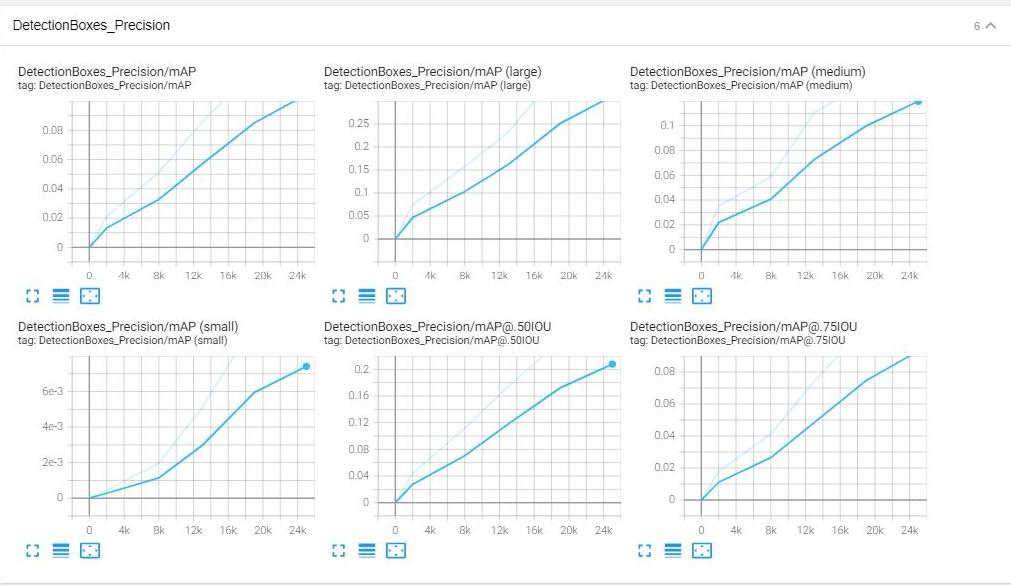 DetectionBoxes_Precision
6
DetectionBoxes_Precision/mAP
tag: DetectionBoxes_Precision/mAP
0.08
0.06
0.04
0.02
0
0 4k 8k 12k 16k 20k 24k
DetectionBoxes_Precision/mAP (large)
tag: DetectionBoxes_Precision/mAP (large)
0.25
0.2
0.15
0.1
0.05
0
0 4k 8k 12k 16k 20k 24k
DetectionBoxes_Precision/mAP (medium)
tag: DetectionBoxes_Precision/mAP (medium)
0.1
0.08
0.06
0.04
0.02
0
0 4k 8k 12k 16k 20k 24k
DetectionBoxes_Precision/mAP (small)
tag: DetectionBoxes_Precision/mAP (small)
6e-3
4e-3
2e-3
0
0 4k 8k 12k 16k 20k 24k
DetectionBoxes_Precision/mAP@.50IOU
tag: DetectionBoxes_Precision/mAP@.50IOU
0.2
0.16
0.12
0.08
0.04
0
0 4k 8k 12k 16k 20k 24k
DetectionBoxes_Precision/mAP@.75IOU
tag: DetectionBoxes_Precision/mAP@.75IOU
0.08
0.06
0.04
0.02
0
0 4k 8k 12k 16k 20k 24k